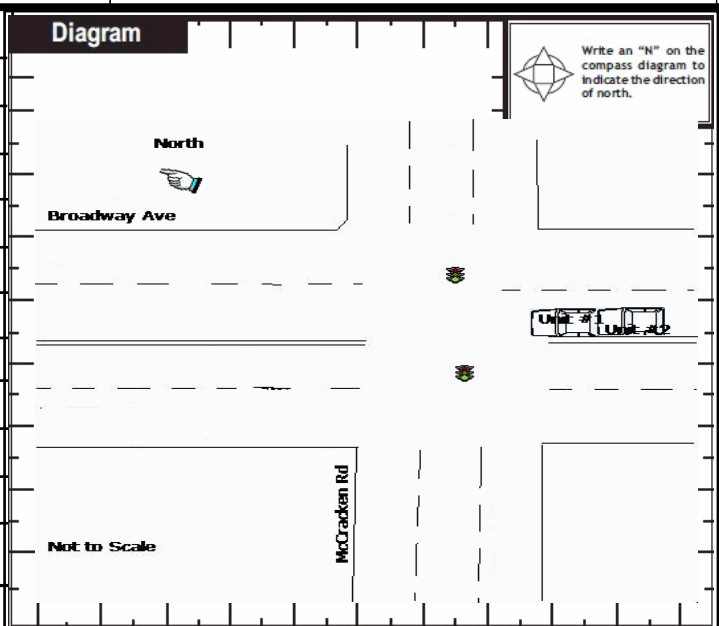 Diagram
Write an "N" on the
compass diagram to
indicate the direction
of north.
North
Broadway Ave
Unit #1
Unit #2
McCracken Rd
Not to Scale